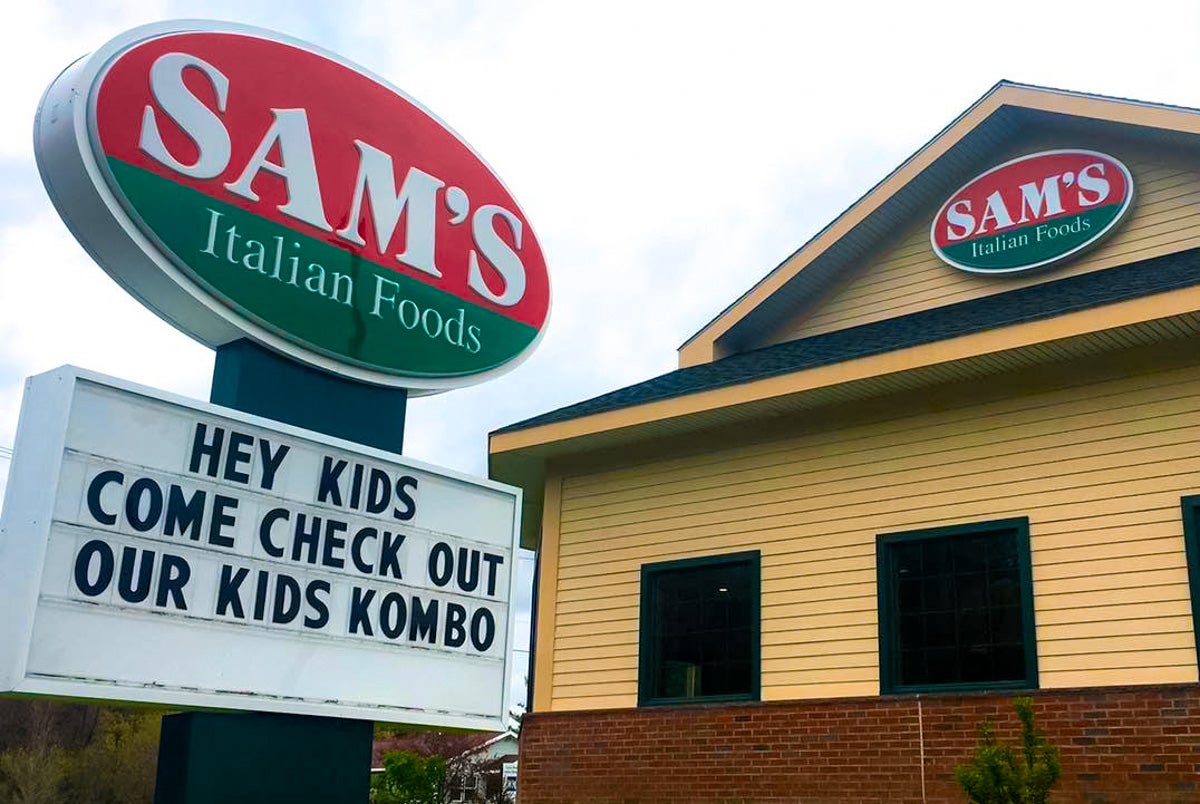 SAM'S
Italian Foods
HEY KIDS
COME CHECK OUT
OUR KIDS KOMBO
SAM'S
Italian Foods